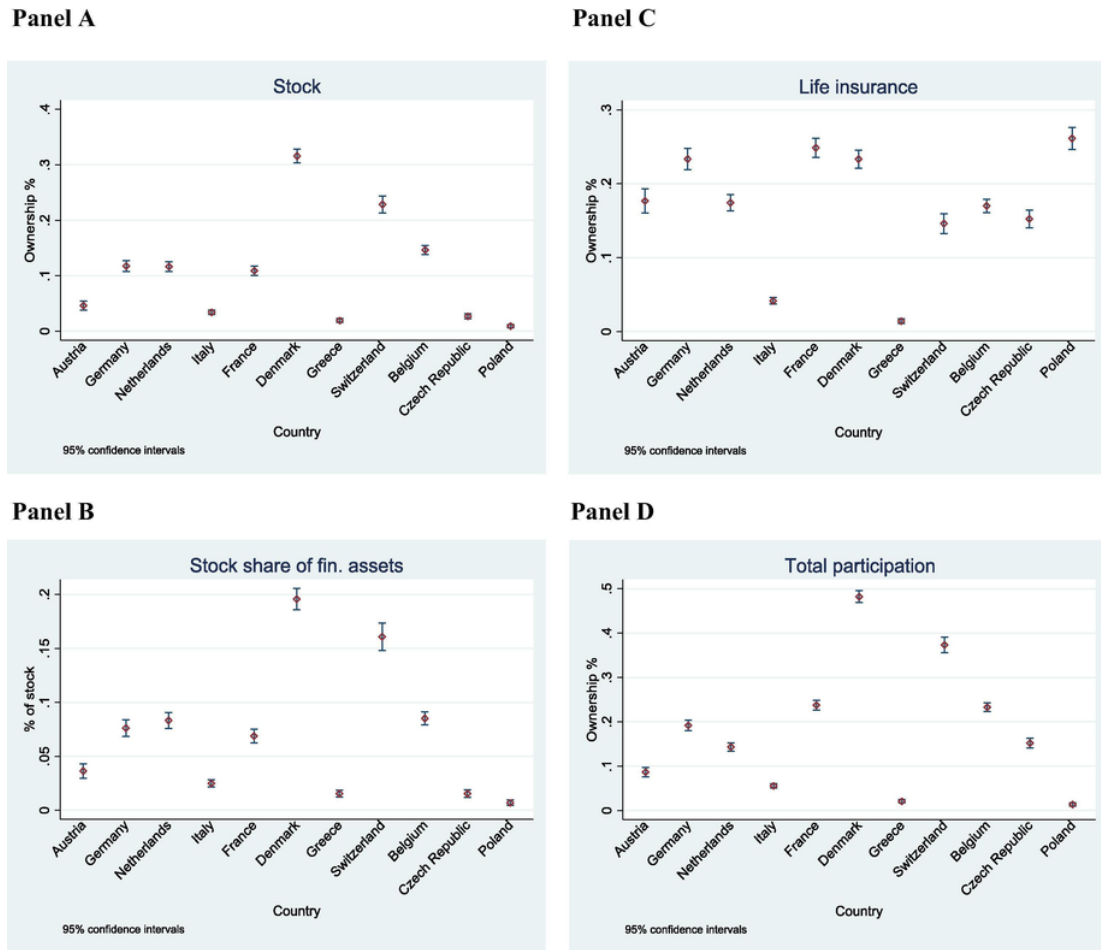 Panel A
Stock
Ownership %
.4
.3
.2
.1
0
Austria
Germany
Netherlands
Italy
France
Denmark
Greece
Switzerland
Belgium
Czech Republic
Poland
Country
95% confidence intervals
Panel C
Life insurance
Ownership %
.3
.2
.1
0
Austria
Germany
Netherlands
Italy
France
Denmark
Greece
Switzerland
Belgium
Czech Republic
Poland
Country
95% confidence intervals
Panel B
Stock share of fin. assets
% of stock
.2
.15
.1
.05
0
Austria
Germany
Netherlands
Italy
France
Denmark
Greece
Switzerland
Belgium
Czech Republic
Poland
Country
95% confidence intervals
Panel D
Total participation
Ownership %
.5
.4
.3
.2
.1
0
Austria
Germany
Netherlands
Italy
France
Denmark
Greece
Switzerland
Belgium
Czech Republic
Poland
Country
95% confidence intervals